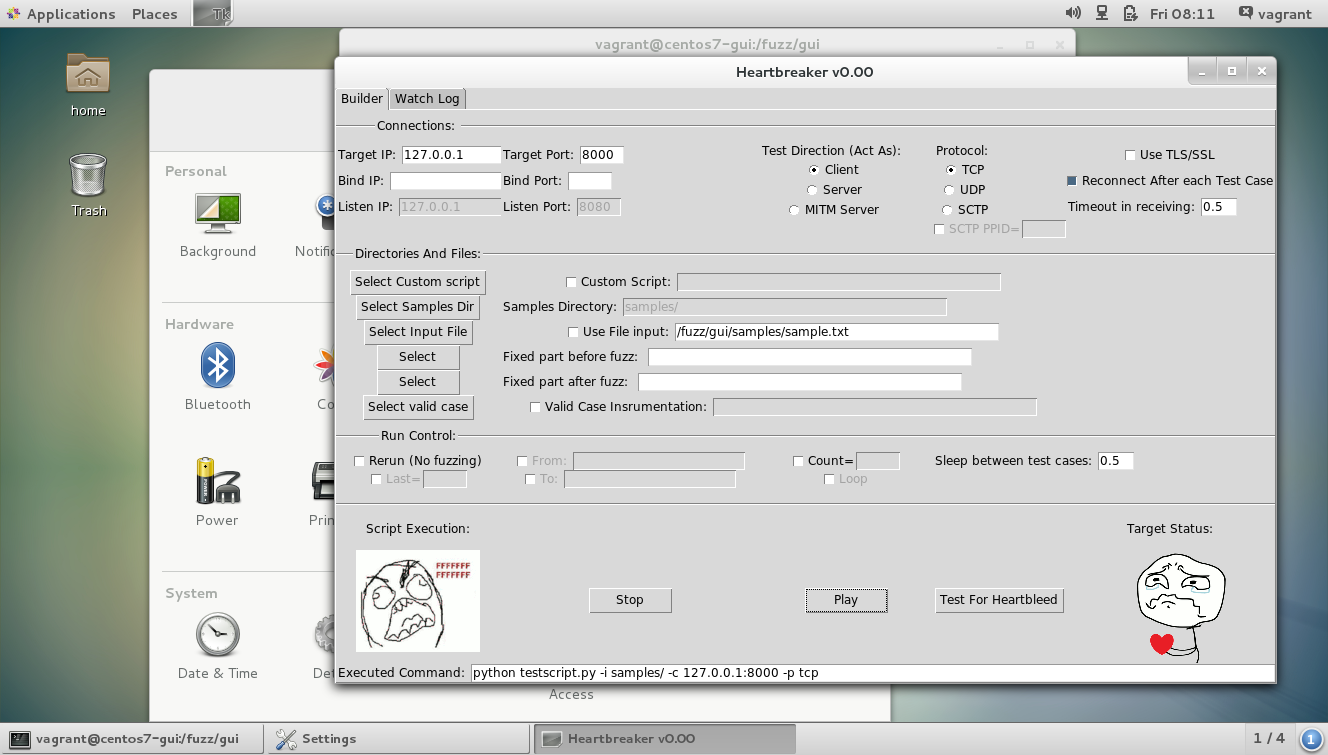 Applications Places Tk Fri 08:11 vagrant
home
Trash
vagrant@centos7-gui:/fuzz/gui
Personal
Background
Notific
Hardware
Bluetooth
Co
Power
Prin
System
Date & Time
Det
Access
Heartbreaker v0.00
Builder Watch Log
Connections:
Target IP: 127.0.0.1 Target Port: 8000
Bind IP: Bind Port:
Listen IP: 127.0.0.1 Listen Port: 8080
Test Direction (Act As):
Client
Server
MITM Server
Protocol:
TCP
UDP
SCTP
SCTP PPID=
Use TLS/SSL
Reconnect After each Test Case
Timeout in receiving: 0.5
Directories And Files:
Select Custom script Custom Script:
Select Samples Dir Samples Directory: samples/
Select Input File Use File input: /fuzz/gui/samples/sample.txt
Select Fixed part before fuzz:
Select Fixed part after fuzz:
Select valid case Valid Case Insrumentation:
Run Control:
Rerun (No fuzzing) From: Count= Sleep between test cases: 0.5
Last= To: Loop
Script Execution: Target Status:
FFFFFFF
FFFFFFF
Stop Play Test For Heartbleed
Executed Command: python testscript.py -i samples/ -c 127.0.0.1:8000 -p tcp
vagrant@centos7-gui:/fuzz/gui Settings Heartbreaker v0.00 1 / 4 1